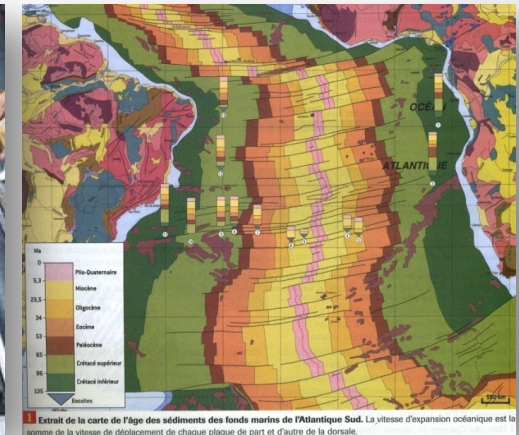 OCÉAN
ATLANTIQUE
Ma
0
5,3
23,5
34
53
65
96
135
Plio-Quaternaire
Miocène
Oligocène
Eocène
Paléocène
Crétacé supérieur
Crétacé inférieur
Basaltes
550 km
1 Extrait de la carte de l'âge des sédiments des fonds marins de l'Atlantique Sud. La vitesse d'expansion océanique est la
somme de la vitesse de déplacement de chaque plaque de part et d'autre de la dorsale.